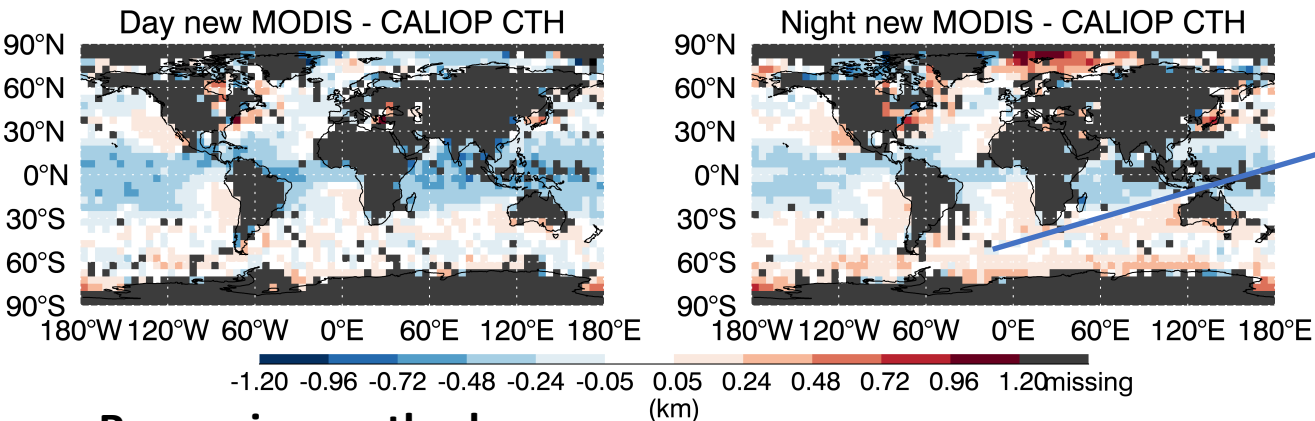 Day new MODIS - CALIOP CTH
Night new MODIS - CALIOP CTH
90°N
60°N
30°N
0°N
30°S
60°S
90°S
180°W 120°W 60°W 0°E 60°E 120°E 180°E
90°N
60°N
30°N
0°N
30°S
60°S
90°S
180°W 120°W 60°W 0°E 60°E 120°E 180°E
-1.20 -0.96 -0.72 -0.48 -0.24 -0.05 0.05 0.24 0.48 0.72 0.96 1.20missing
(km)